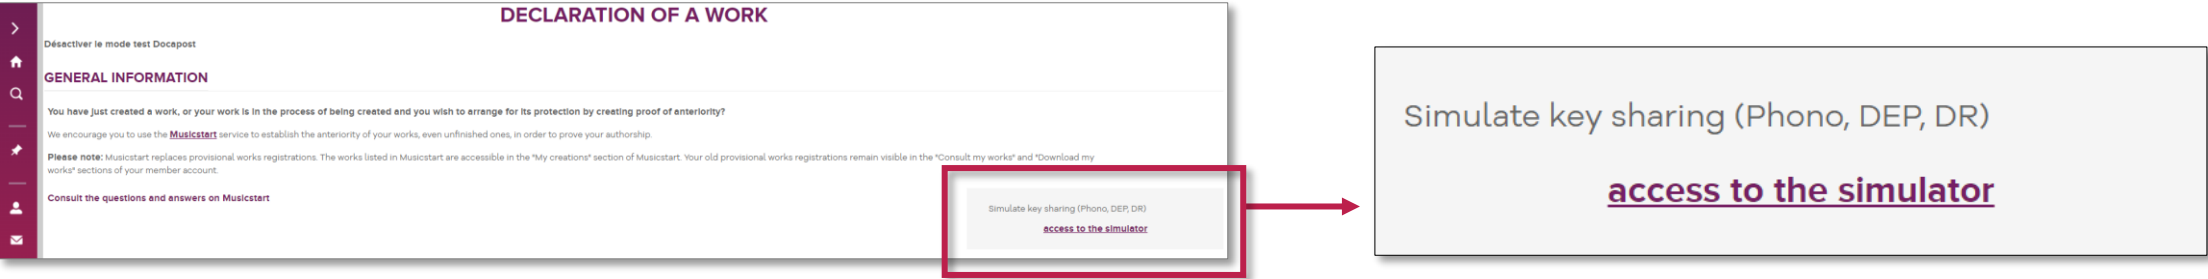 DECLARATION OF A WORK
Désactiver le mode test Docapost
GENERAL INFORMATION
You have just created a work, or your work is in the process of being created and you wish to arrange for its protection by creating proof of anteriority?
We encourage you to use the Musicstart service to establish the anteriority of your works, even unfinished ones, in order to prove your authorship.
Please note: Musicstart replaces provisional works registrations. The works listed in Musicstart are accessible in the "My creations" section of Musicstart. Your old provisional works registrations remain visible in the "Consult my works" and "Download my
works" sections of your member account.
Consult the questions and answers on Musicstart
Simulate key sharing (Phono, DEP, DR)
access to the simulator
Simulate key sharing (Phono, DEP, DR)
access to the simulator